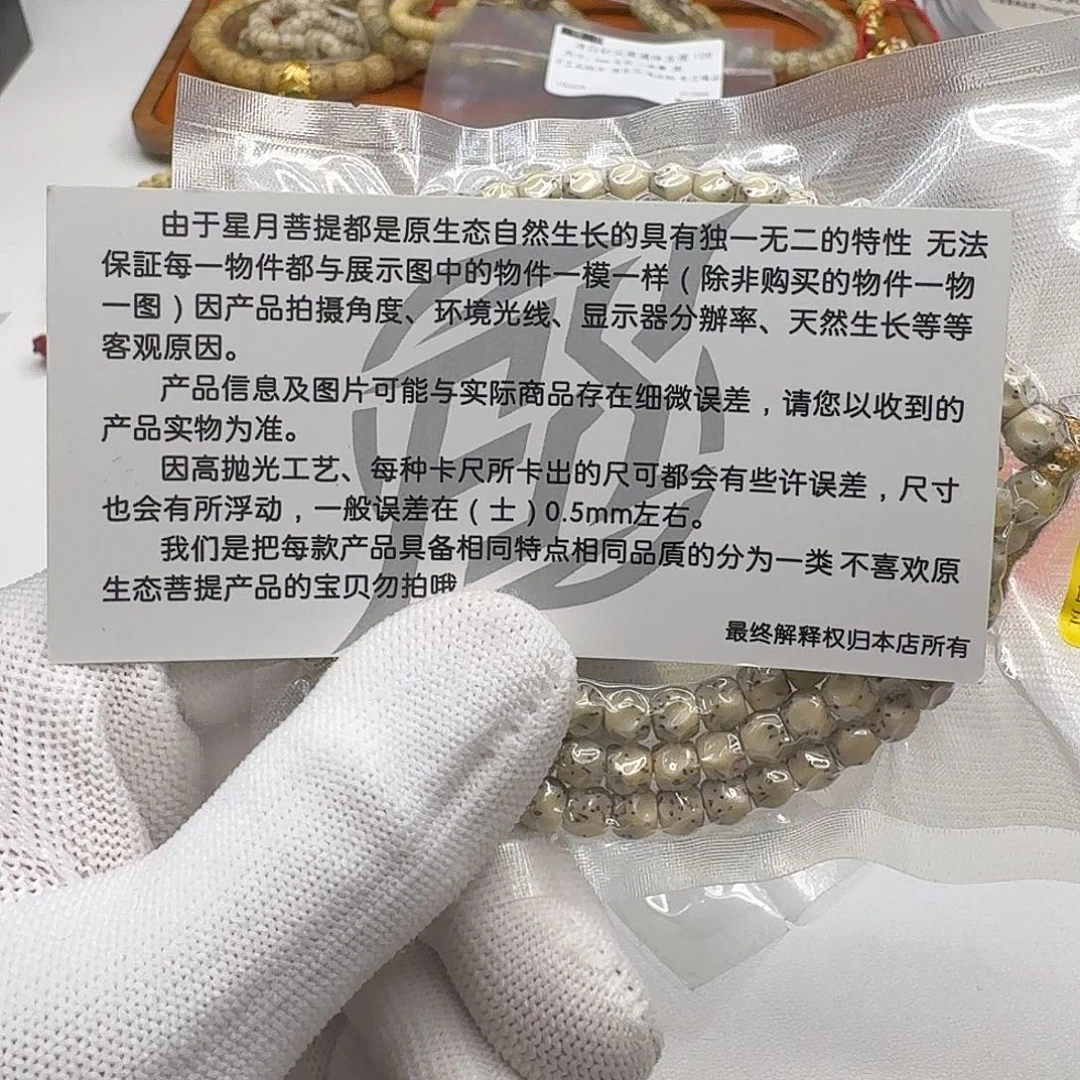 由于星月菩提都是原生态自然生长的具有独一无二的特性 无法
保証每一物件都与展示图中的物件一模一样（除非购买的物件一物
一图）因产品拍摄角度、环境光线、显示器分辦率、天然生长等等
客观原因。
产品信息及图片可能与实际商品存在细微误差，请您以收到的
产品实物为准。
因高抛光工艺、每种卡尺所卡出的尺可都会有些许误差，尺寸
也会有所浮动，一般误差在（士）0.5mm左右。
我们是把每款产品具备相同特点相同品质的分为一类 不喜欢原
生态菩提产品的宝贝勿拍哦
最终解释权归本店所有